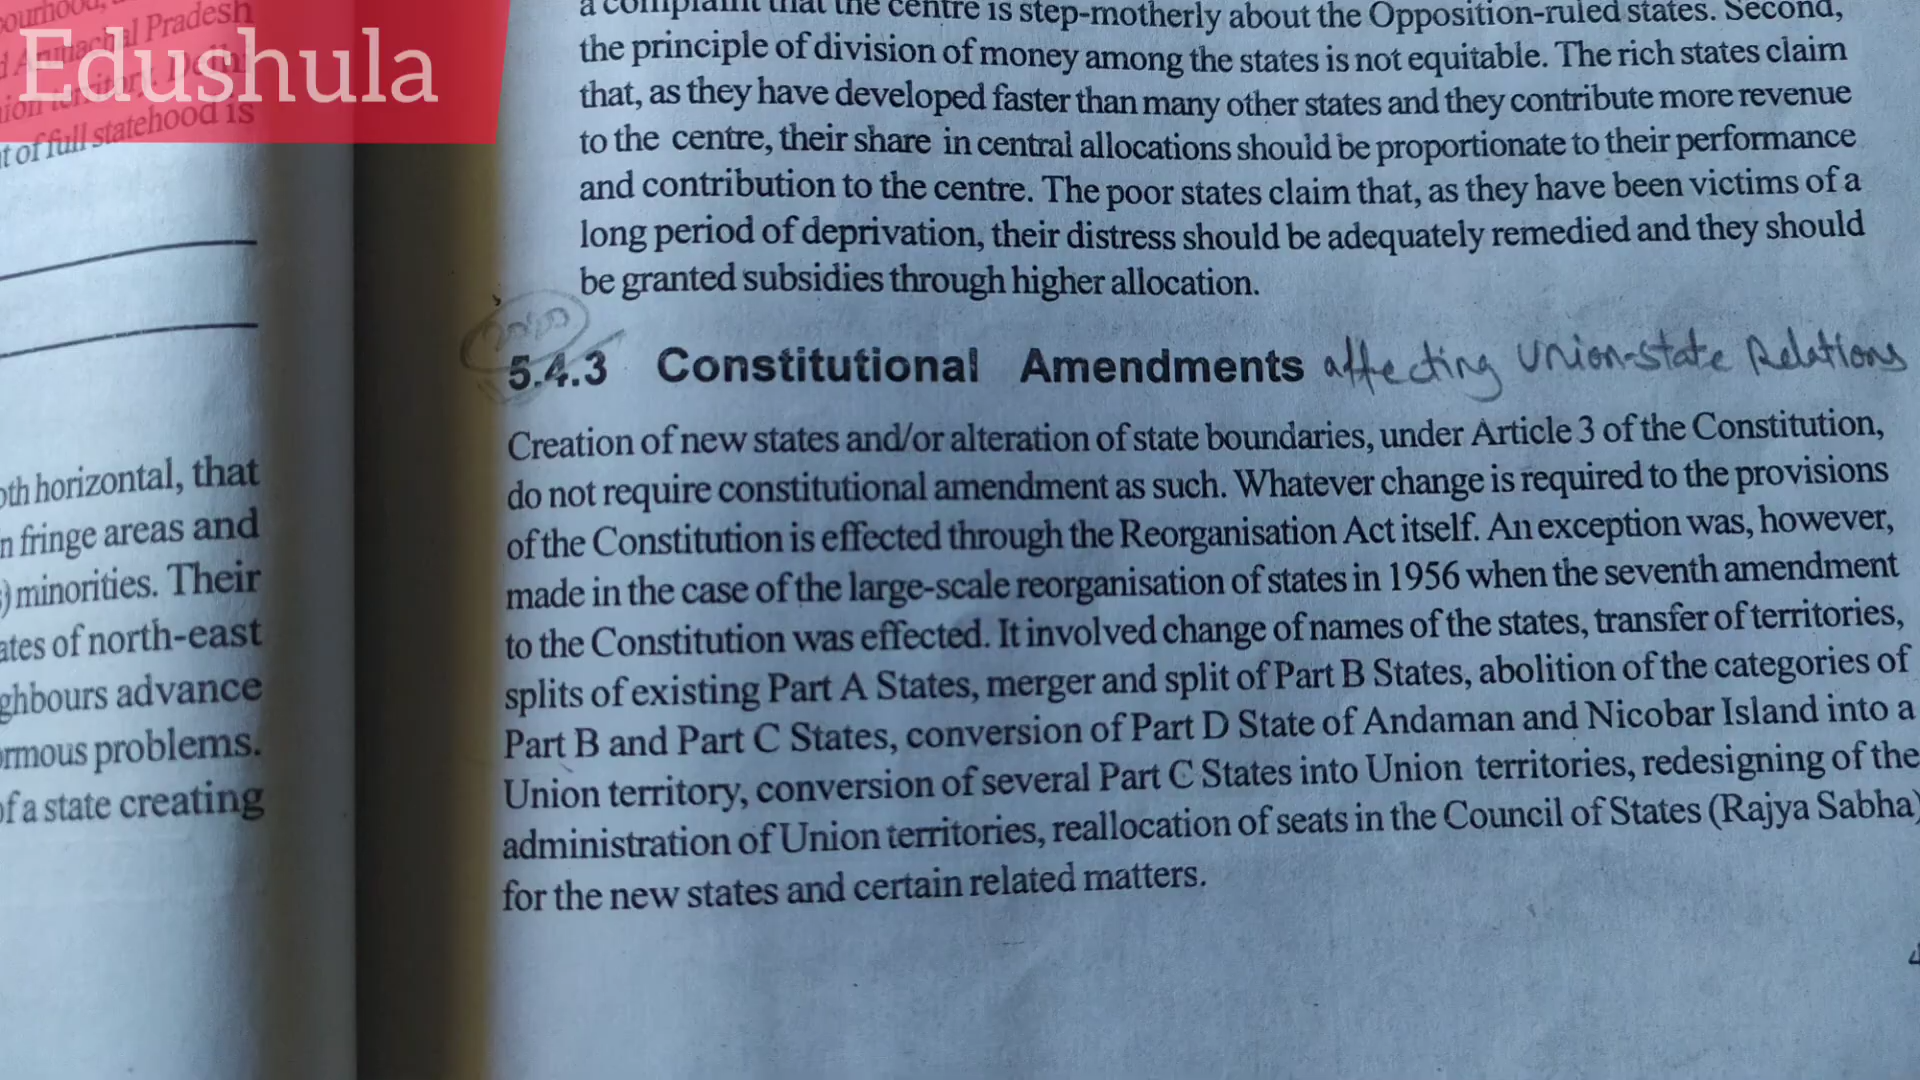 Edushula
ourhood,
Arunachal Pradesh
ion territory. Delhi
t of full statehood is
oth horizontal, that
n fringe areas and
) minorities. Their
ates of north-east
ghbours advance
ormous problems.
of a state creating
a complaint that the centre is step-motherly about the Opposition-ruled states. Second,
the principle of division of money among the states is not equitable. The rich states claim
that, as they have developed faster than many other states and they contribute more revenue
to the centre, their share in central allocations should be proportionate to their performance
and contribution to the centre. The poor states claim that, as they have been victims of a
long period of deprivation, their distress should be adequately remedied and they should
be granted subsidies through higher allocation.
5.4.3 Constitutional Amendments affecting Union-state Relations
Creation of new states and/or alteration of state boundaries, under Article 3 of the Constitution,
do not require constitutional amendment as such. Whatever change is required to the provisions
of the Constitution is effected through the Reorganisation Act itself. An exception was, however,
made in the case of the large-scale reorganisation of states in 1956 when the seventh amendment
to the Constitution was effected. It involved change of names of the states, transfer of territories,
splits of existing Part A States, merger and split of Part B States, abolition of the categories of
Part B and Part C States, conversion of Part D State of Andaman and Nicobar Island into a
Union territory, conversion of several Part C States into Union territories, redesigning of the
administration of Union territories, reallocation of seats in the Council of States (Rajya Sabha)
for the new states and certain related matters.